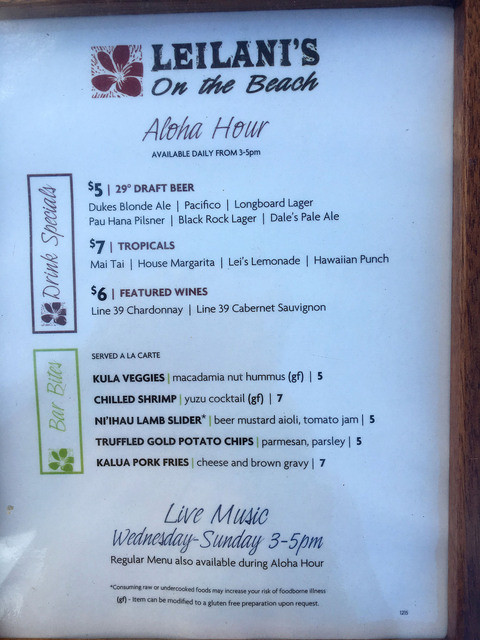 LEILANI'S
On the Beach
Aloha Hour
AVAILABLE DAILY FROM 3-5pm
Drink Specials
$5 | 29° DRAFT BEER
Dukes Blonde Ale | Pacifico | Longboard Lager
Pau Hana Pilsner | Black Rock Lager | Dale's Pale Ale
$7 | TROPICALS
Mai Tai | House Margarita | Lei's Lemonade | Hawaiian Punch
$6 | FEATURED WINES
Line 39 Chardonnay | Line 39 Cabernet Sauvignon
Bar Bites
SERVED A LA CARTE
KULA VEGGIES | macadamia nut hummus (gf) | 5
CHILLED SHRIMP | yuzu cocktail (gf) | 7
NI'IHAU LAMB SLIDER* | beer mustard aioli, tomato jam | 5
TRUFFLED GOLD POTATO CHIPS | parmesan, parsley | 5
KALUA PORK FRIES | cheese and brown gravy | 7
Live Music
Wednesday-Sunday 3-5pm
Regular Menu also available during Aloha Hour
*Consuming raw or undercooked foods may increase your risk of foodborne illness
(gf) - Item can be modified to a gluten free preparation upon request.